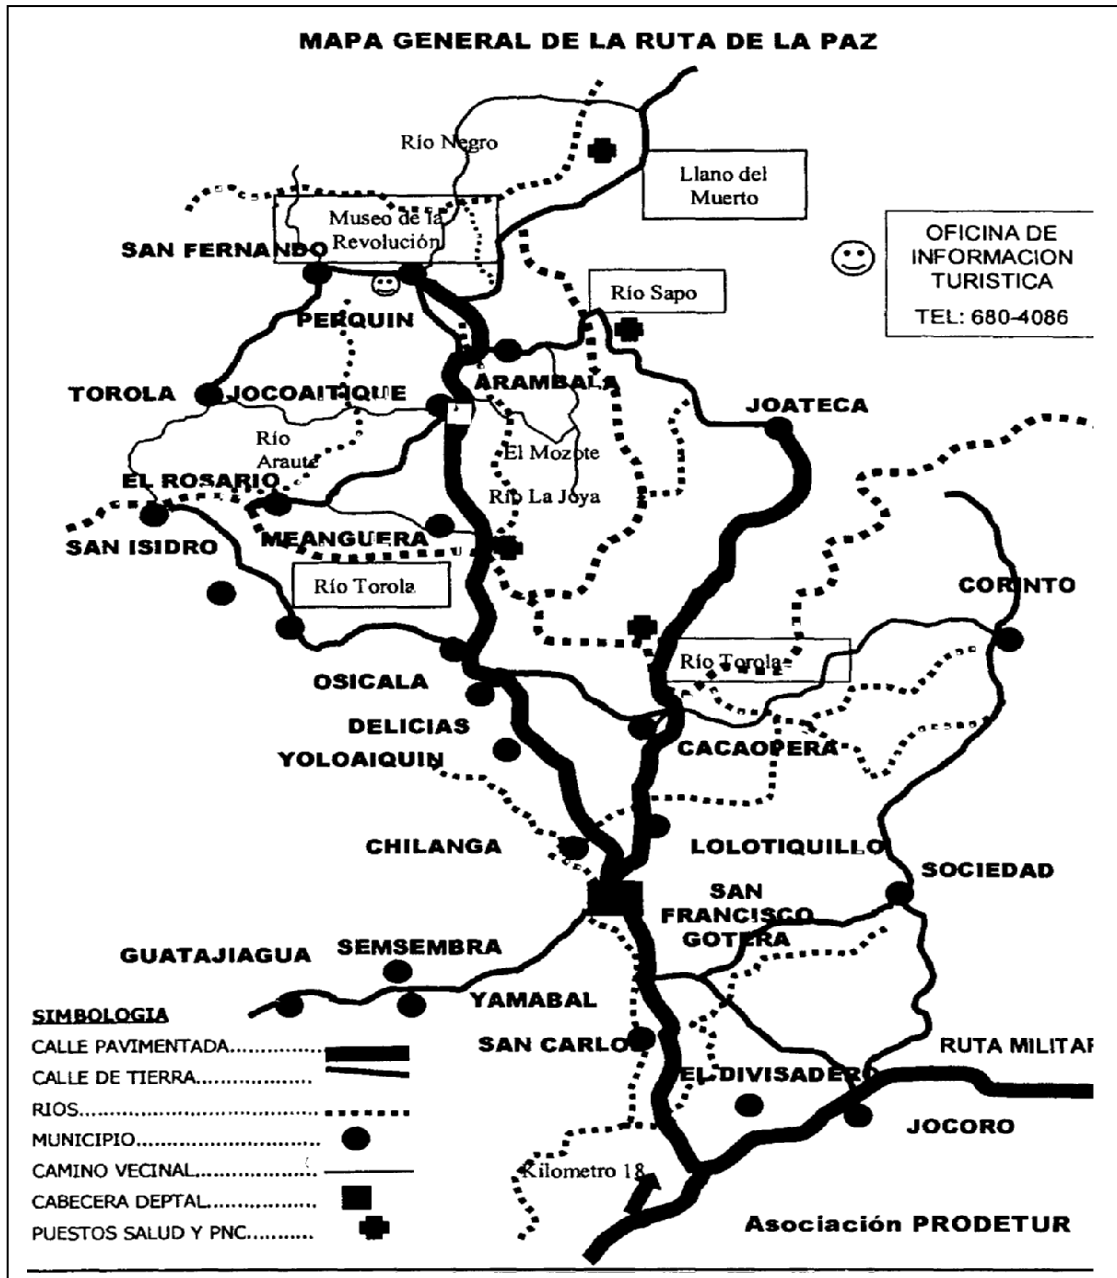 MAPA GENERAL DE LA RUTA DE LA PAZ
Río Negro
Llano del
Muerto
Museo de la
Revolución
SAN FERNANDO
OFICINA DE
INFORMACION
TURISTICA
TEL: 680-4086
Río Sapo
PERQUIN
TOROLA
JOCOAITIQUE
ARAMBALA
JOATECA
Río
Araute
El Mozote
EL ROSARIO
Río La Joya
SAN ISIDRO
MEANGUERA
Río Torola
CORINTO
Río Torola
OSICALA
DELICIAS
CACAOPERA
YOLOAIQUIN
CHILANGA
LOLOTIQUILLO
SOCIEDAD
SAN
FRANCISCO
GOTERA
GUATAJIAGUA
SEMSEMBRA
YAMABAL
SAN CARLO
EL DIVISADERO
RUTA MILITAR
JOCORO
Kilometro 18
SIMBOLOGIA
CALLE PAVIMENTADA
CALLE DE TIERRA
RIOS
MUNICIPIO
CAMINO VECINAL
CABECERA DEPTAL
PUESTOS SALUD Y PNC
Asociación PRODETUR